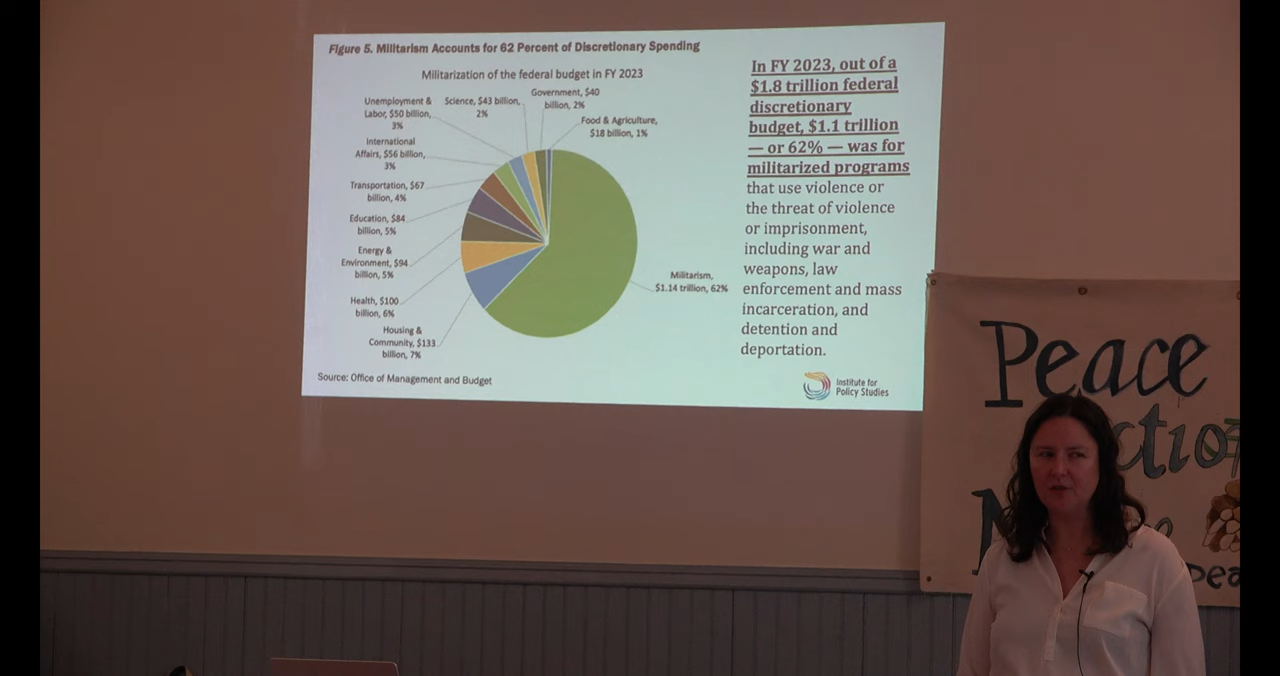 Figure 5. Militarism Accounts for 62 Percent of Discretionary Spending
Militarization of the federal budget in FY 2023
Unemployment &
Labor, $50 billion,
3%
Science, $43 billion,
2%
Government, $40
billion, 2%
Food & Agriculture,
$18 billion, 1%
International
Affairs, $56 billion,
3%
Transportation, $67
billion, 4%
Education, $84
billion, 5%
Energy &
Environment, $94
billion, 5%
Health, $100
billion, 6%
Housing &
Community, $133
billion, 7%
Militarism,
$1.14 trillion, 62%
Source: Office of Management and Budget
In FY 2023, out of a
$1.8 trillion federal
discretionary
budget, $1.1 trillion
— or 62% — was for
militarized programs
that use violence or
the threat of violence
or imprisonment,
including war and
weapons, law
enforcement and mass
incarceration, and
detention and
deportation.
Institute for
Policy Studies
Peace